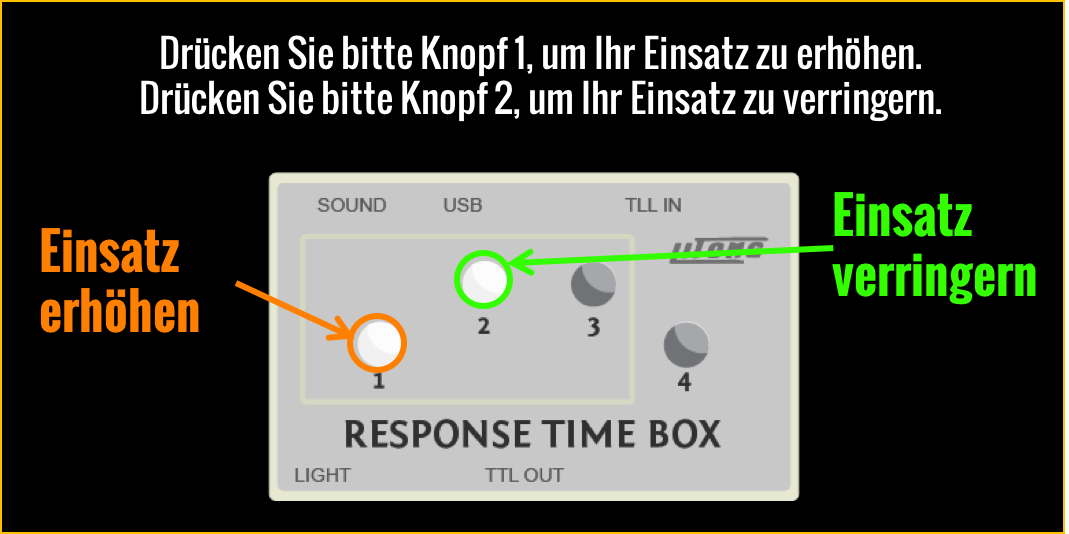 Drücken Sie bitte Knopf 1, um Ihr Einsatz zu erhöhen.
Drücken Sie bitte Knopf 2, um Ihr Einsatz zu verringern.
SOUND USB TLL IN
Einsatz
erhöhen
Einsatz
verringern
2
3
1
4
RESPONSE TIME BOX
LIGHT TTL OUT